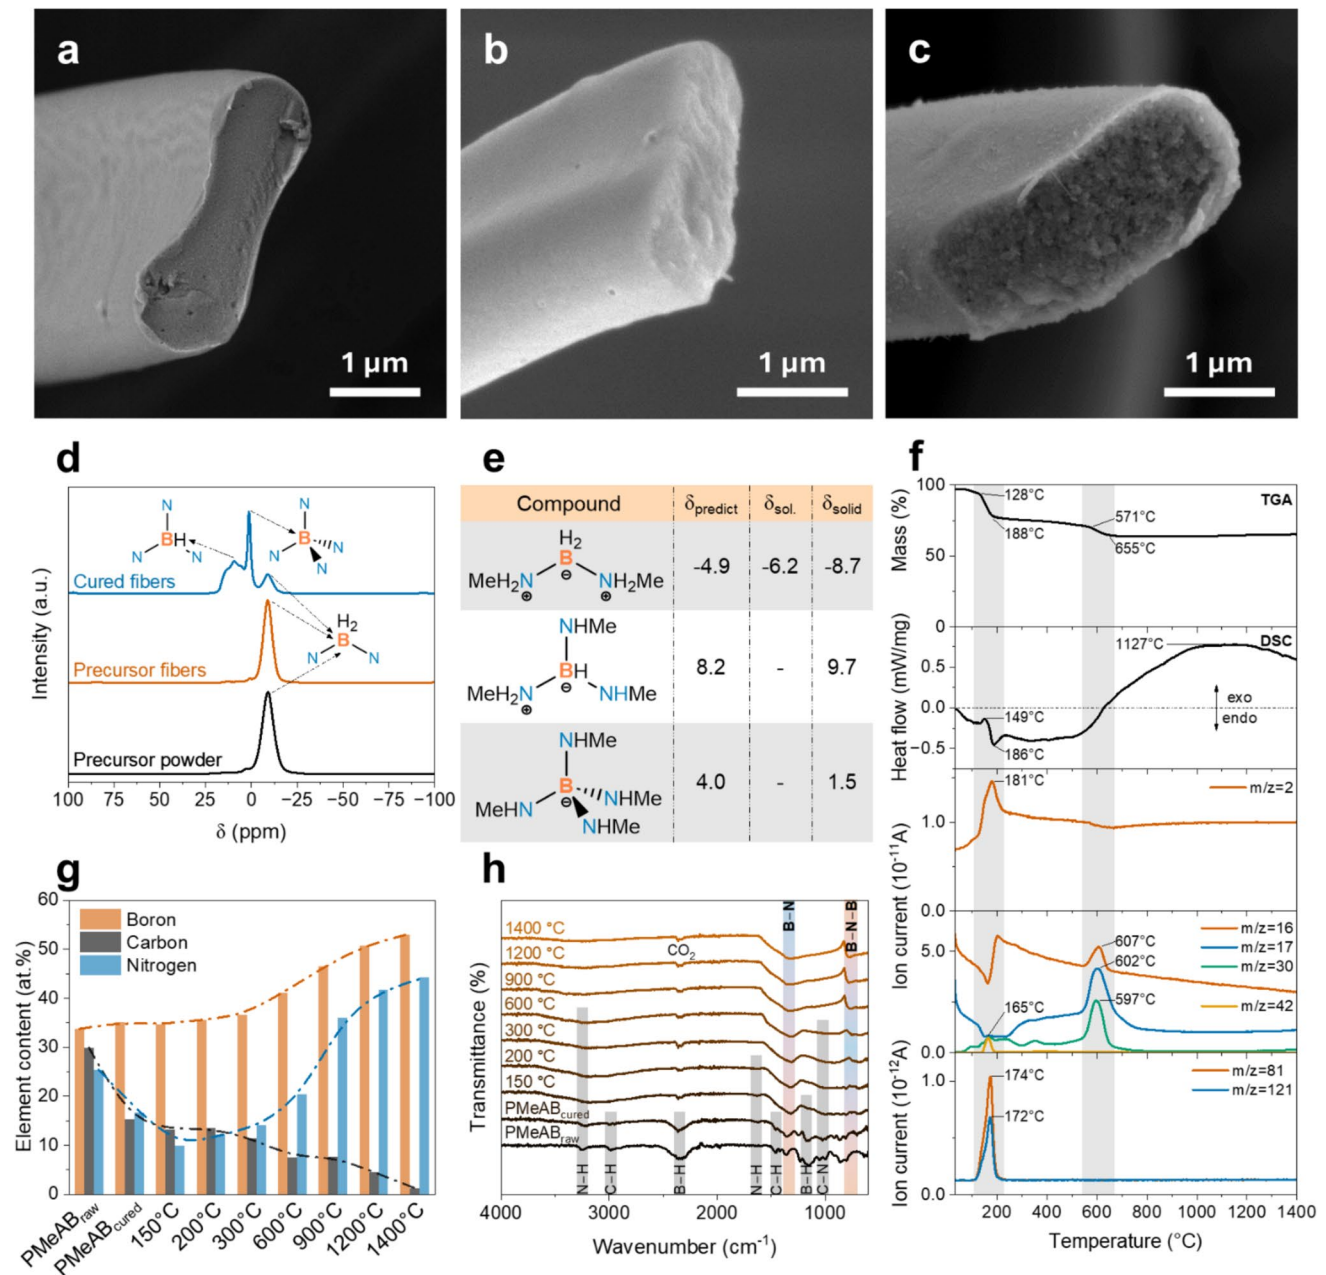 a
b
c
1 μm
1 μm
1 μm
d
N
B
H
N
N
N
B
N
N
N
Cured fibers
H2
B
N
N
Precursor fibers
Precursor powder
100 75 50 25 0 −25 −50 −75 −100
δ (ppm)
Intensity (a.u.)
e
Compound δpredict δsol. δsolid
H2
B
⊖
MeH2N NH2Me
⊕ ⊕
-4.9 -6.2 -8.7
NHMe
BH
⊖
MeH2N NHMe
⊕
8.2 - 9.7
NHMe
B
⊖
MeHN NHMe
NHMe
4.0 - 1.5
f
Mass (%)
100
50
0
TGA
128°C
188°C
571°C
655°C
Heat flow (mW/mg)
0.5
0.0
−0.5
DSC
1127°C
149°C
186°C
exo
endo
Ion current (10-11A)
1.0
0.0
181°C
m/z=2
Ion current (10-12A)
5.0
0.0
607°C
602°C
597°C
165°C
m/z=16
m/z=17
m/z=30
m/z=42
1.0
0.0
174°C
172°C
m/z=81
m/z=121
200 400 600 800 1000 1200 1400
Temperature (°C)
g
Element content (at.%)
60
50
40
30
20
10
0
Boron
Carbon
Nitrogen
PMeABraw
PMeABcured
150°C
200°C
300°C
600°C
900°C
1200°C
1400°C
h
Transmittance (%)
1400 °C
1200 °C
900 °C
600 °C
300 °C
200 °C
150 °C
PMeABcured
PMeABraw
CO2
B−N
B−N−B
N−H
C−H
B−H
N−H
C−H
B−H
C−N
4000 3000 2000 1000
Wavenumber (cm-1)